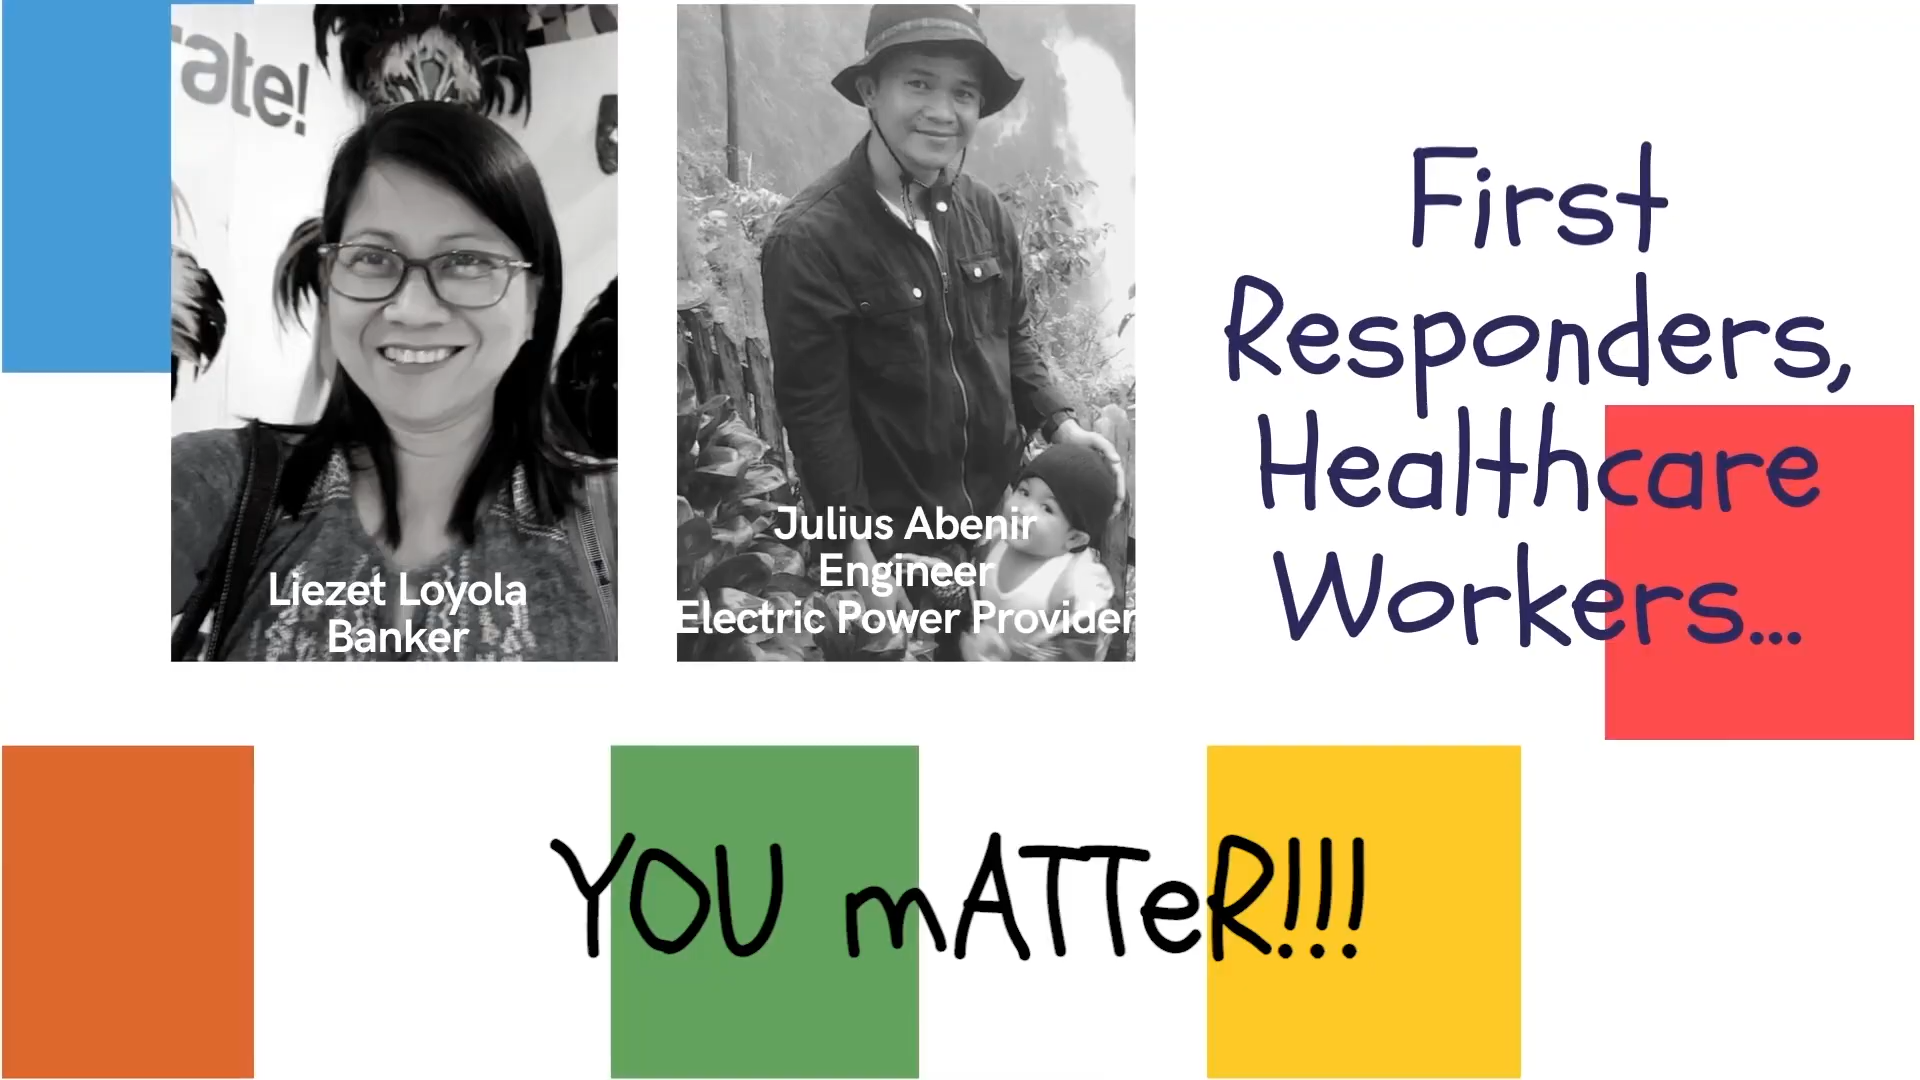 ate!
Liezet Loyola
Banker
Julius Abenir
Engineer
Electric Power Provider
First
Responders,
Healthcare
Workers...
YOU mATTeR!!!